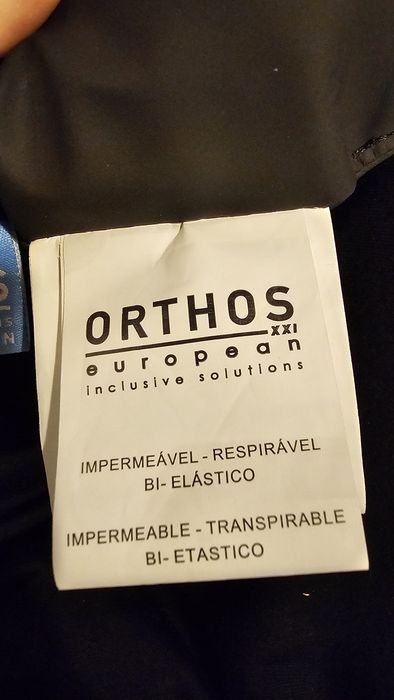 ORTHOS
XXI
european
inclusive solutions
IMPERMEÁVEL - RESPIRÁVEL
BI- ELÁSTICO
IMPERMEABLE - TRANSPIRABLE
BI- ETASTICO